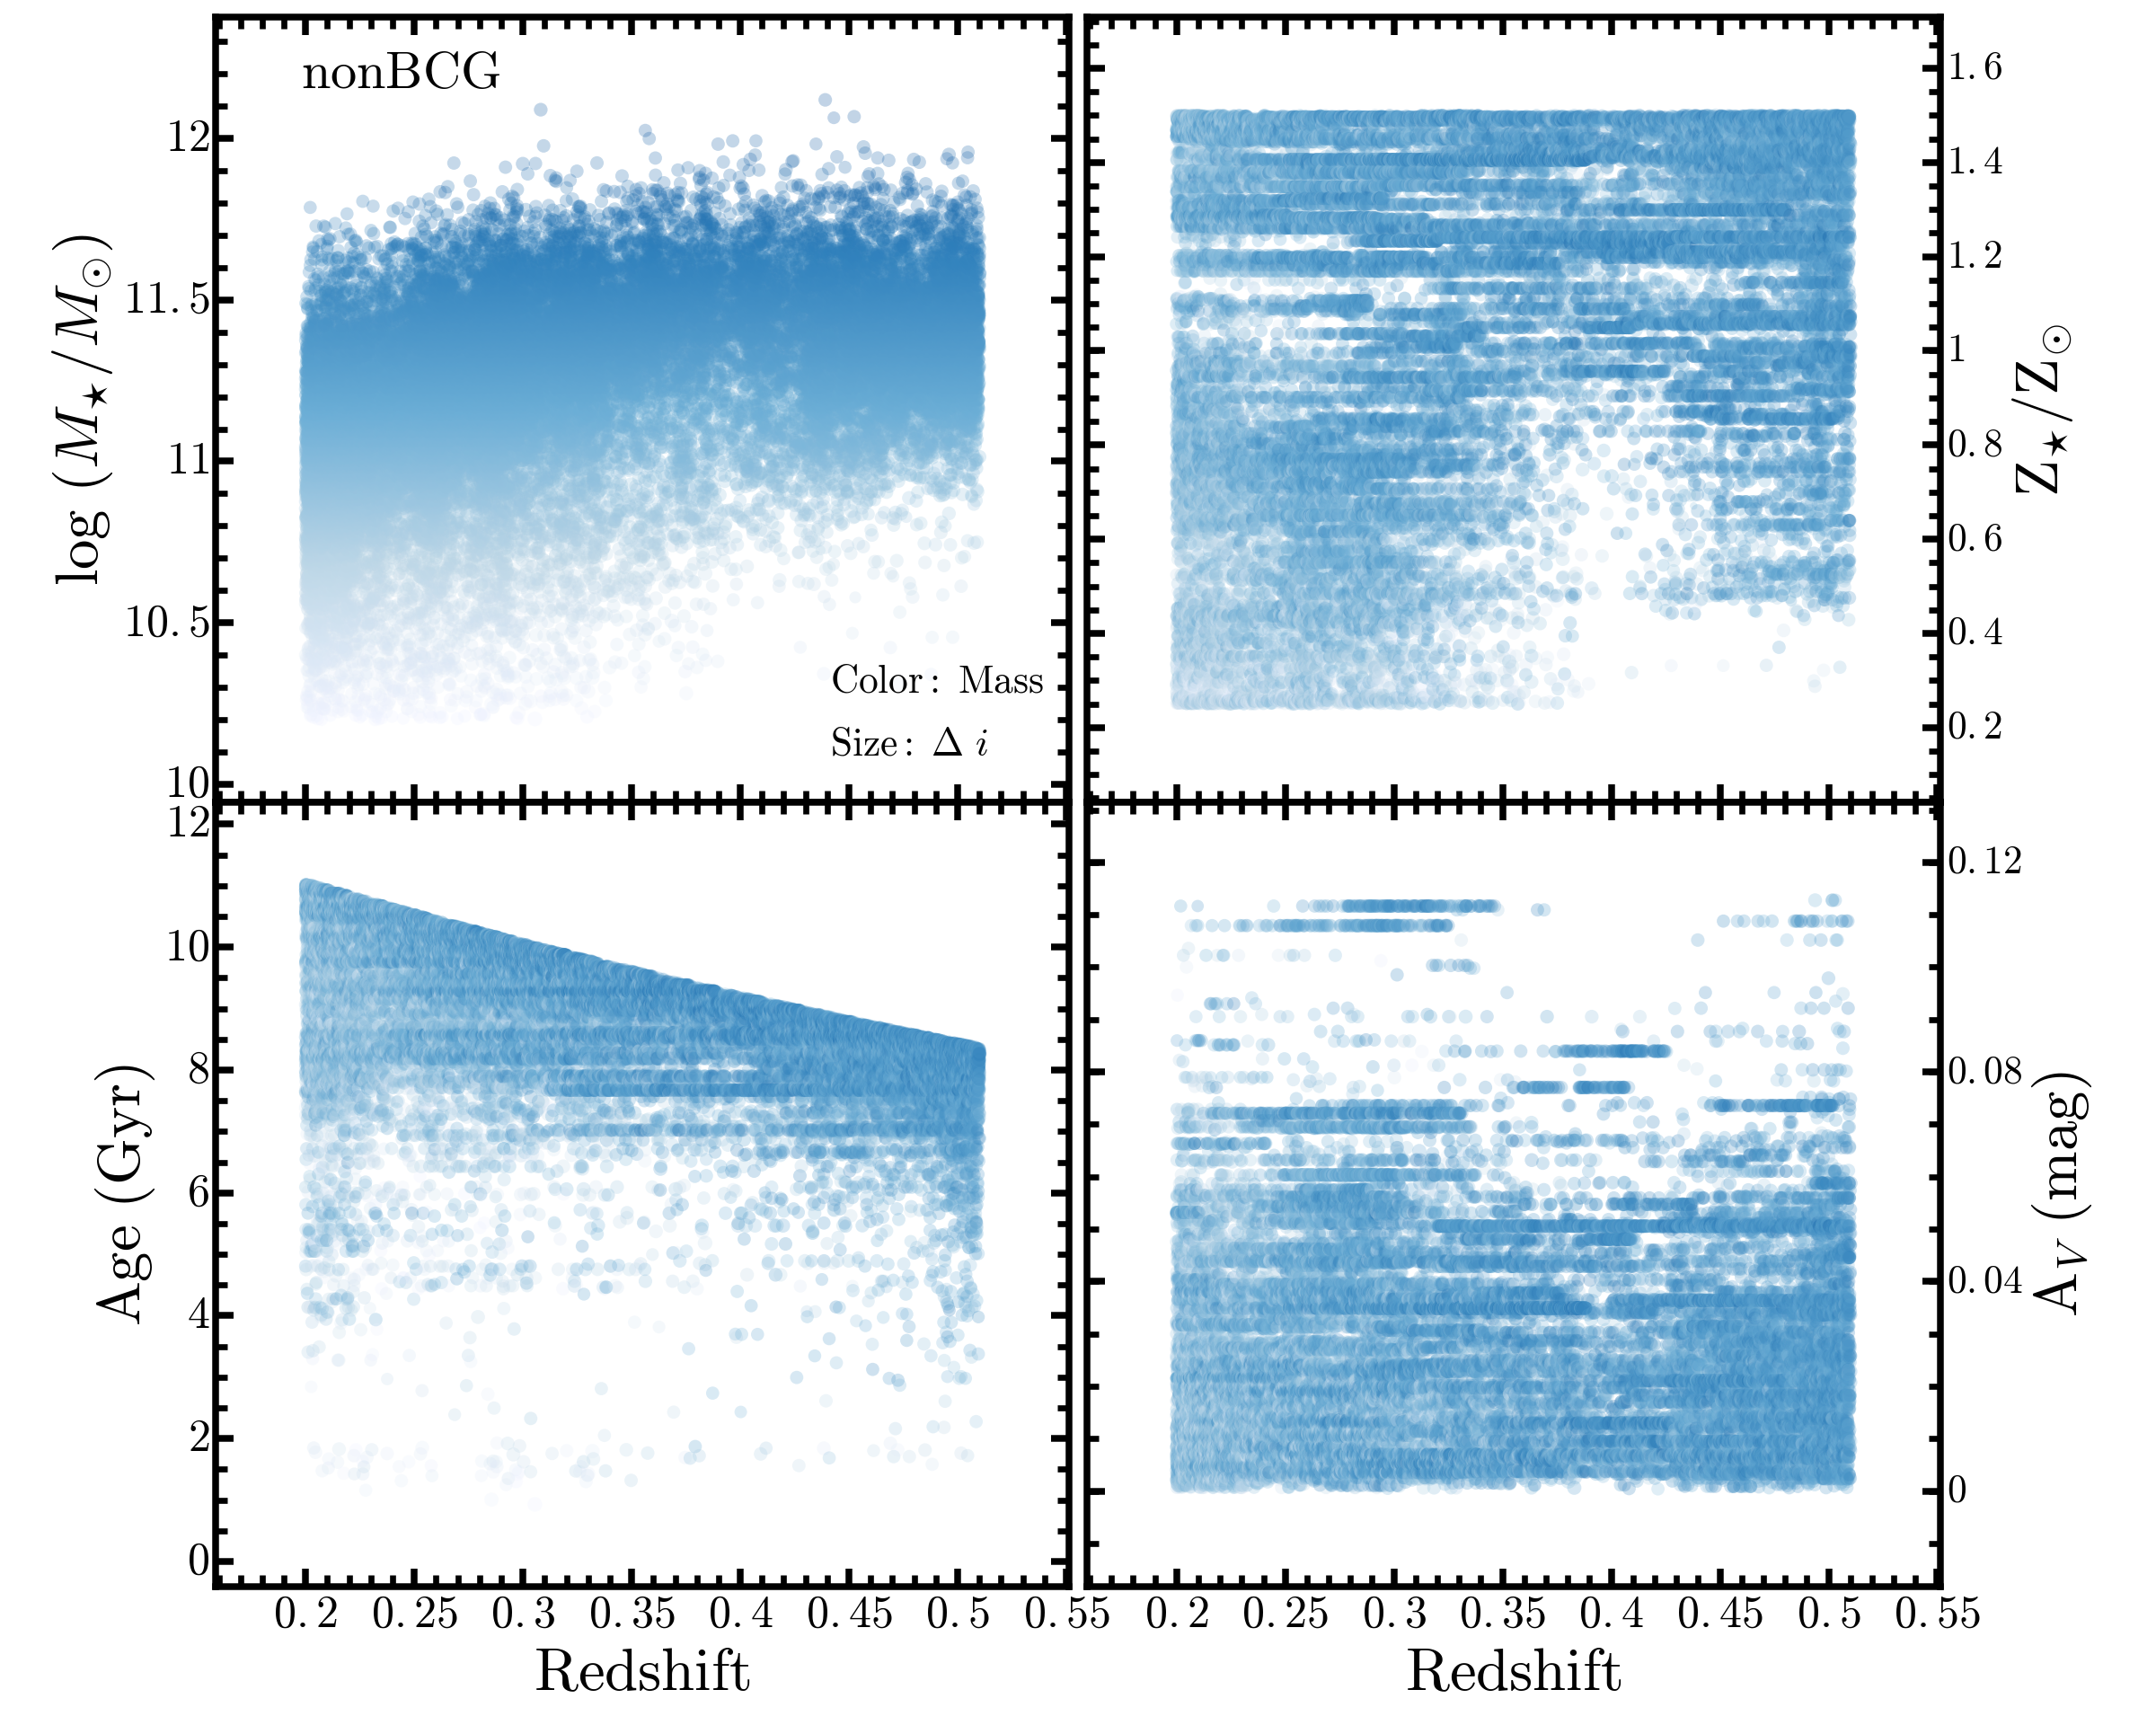 nonBCG
12
11.5
11
10.5
10
log (M★/M☉)
Color: Mass
Size: Δ i
1.6
1.4
1.2
1
0.8
0.6
0.4
0.2
Z★/Z☉
12
10
8
6
4
2
0
Age (Gyr)
0.12
0.08
0.04
0
A_V (mag)
0.2 0.25 0.3 0.35 0.4 0.45 0.5 0.55
0.2 0.25 0.3 0.35 0.4 0.45 0.5 0.55
Redshift
Redshift